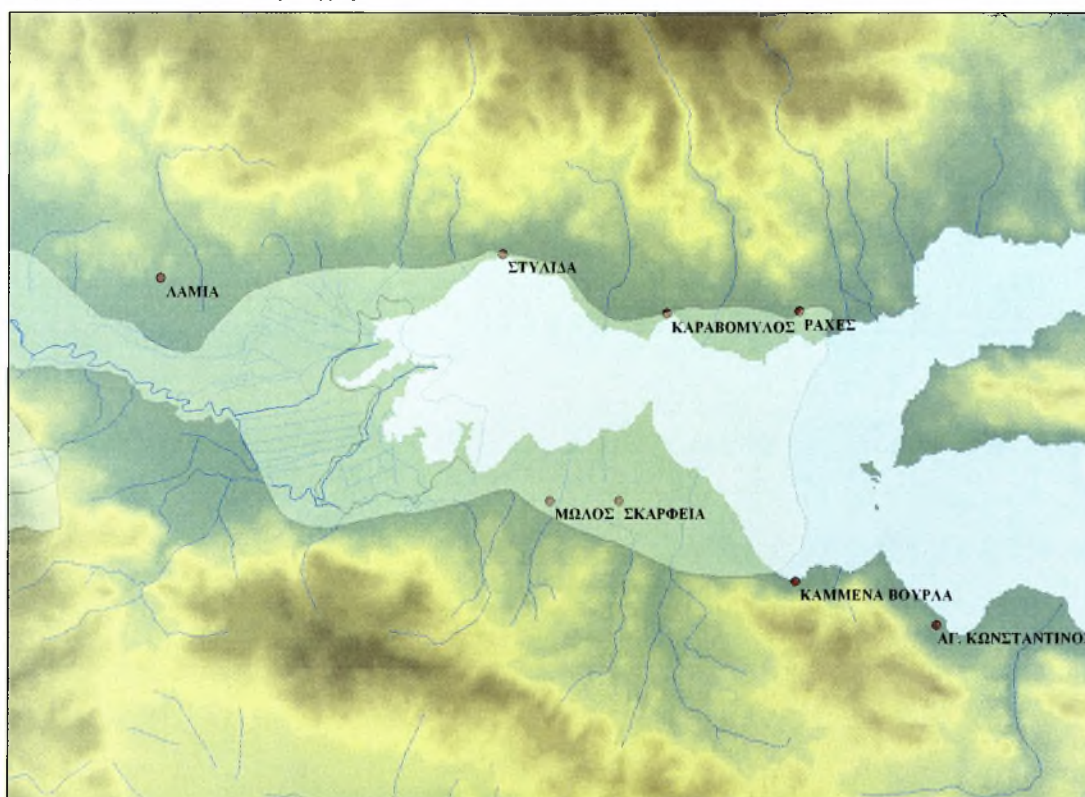 ΣΤΥΛΙΔΑ
ΛΑΜΙΑ
ΚΑΡΑΒΟΜΥΛΟΣ
ΡΑΧΕΣ
ΜΩΛΟΣ
ΣΚΑΡΦΕΙΑ
ΚΑΜΜΕΝΑ ΒΟΥΡΛΑ
ΑΓ. ΚΩΝΣΤΑΝΤΙΝΟΣ